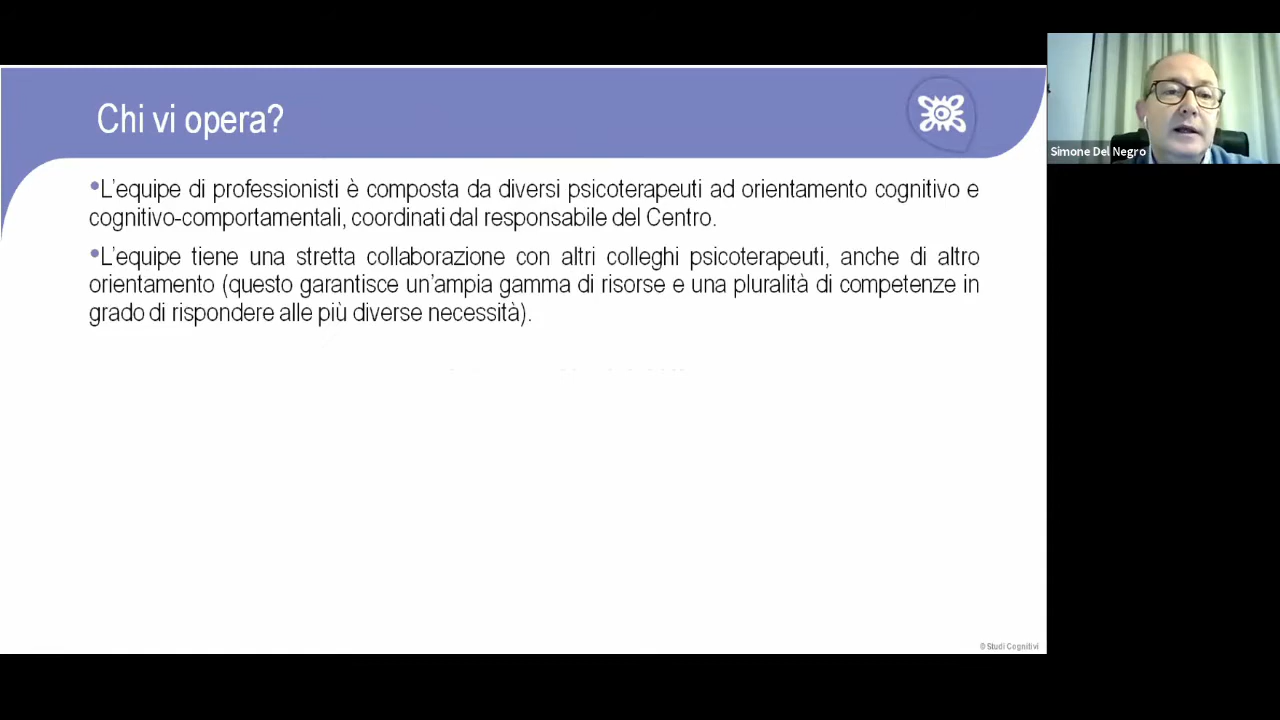 Chi vi opera?
•L'equipe di professionisti è composta da diversi psicoterapeuti ad orientamento cognitivo e
cognitivo-comportamentali, coordinati dal responsabile del Centro.
•L'equipe tiene una stretta collaborazione con altri colleghi psicoterapeuti, anche di altro
orientamento (questo garantisce un'ampia gamma di risorse e una pluralità di competenze in
grado di rispondere alle più diverse necessità).
© Studi Cognitivi
Simone Del Negro